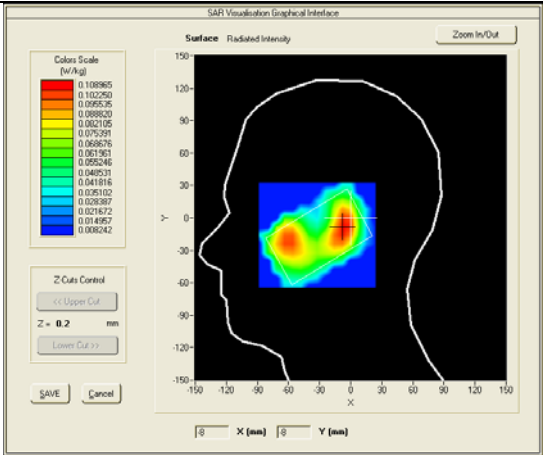 SAR Visualisation Graphical Interface
Surface Radiated Intensity
Zoom In/Out
Colors Scale
(W/kg)
0.108965
0.102250
0.095535
0.088820
0.082105
0.075391
0.068676
0.061961
0.055246
0.048531
0.041816
0.035102
0.028387
0.021672
0.014957
0.008242
Z-Cuts Control
<< Upper Cut
Z = 0.2 mm
Lower Cut >>
SAVE Cancel
150-
120-
90-
60-
30-
0-
-30-
-60-
-90-
-120-
-150-
Y
-150 -120 -90 -60 -30 0 30 60 90 120 150
X
-8 X (mm) -8 Y (mm)